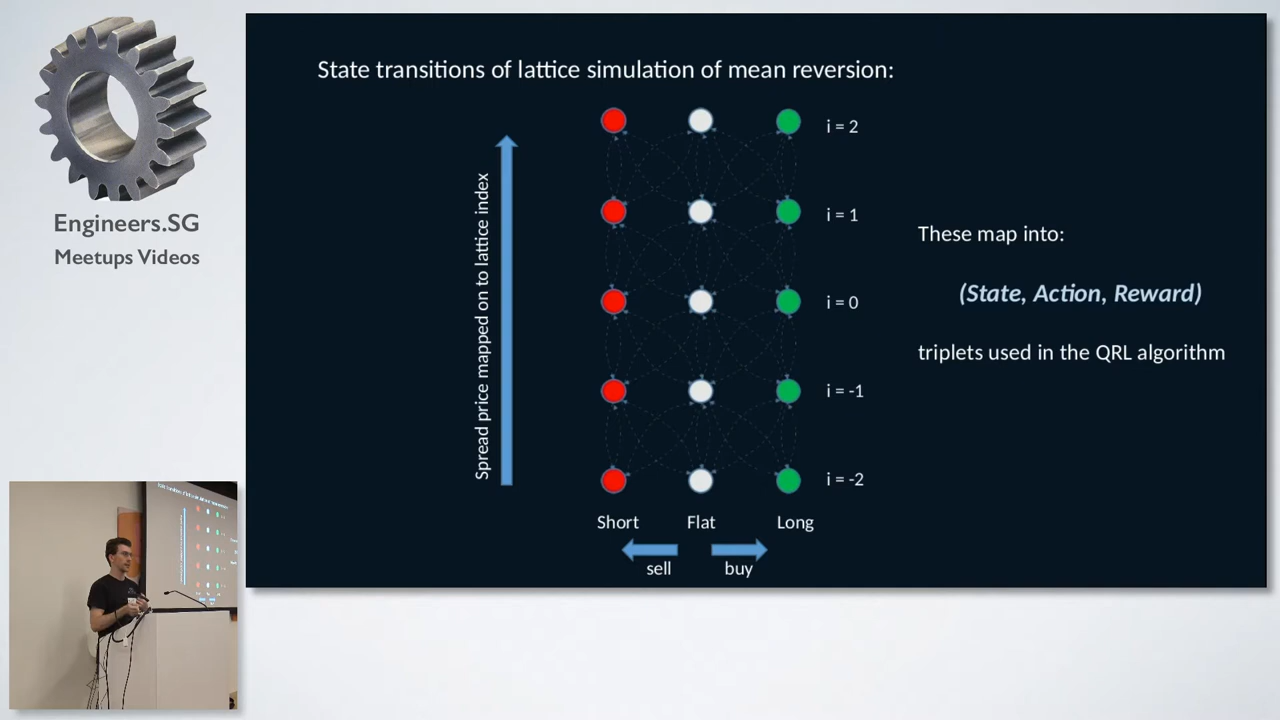 Engineers.SG
Meetups Videos
State transitions of lattice simulation of mean reversion:
Spread price mapped on to lattice index
i = 2
i = 1
i = 0
i = -1
i = -2
Short
Flat
Long
sell
buy
These map into:
(State, Action, Reward)
triplets used in the QRL algorithm